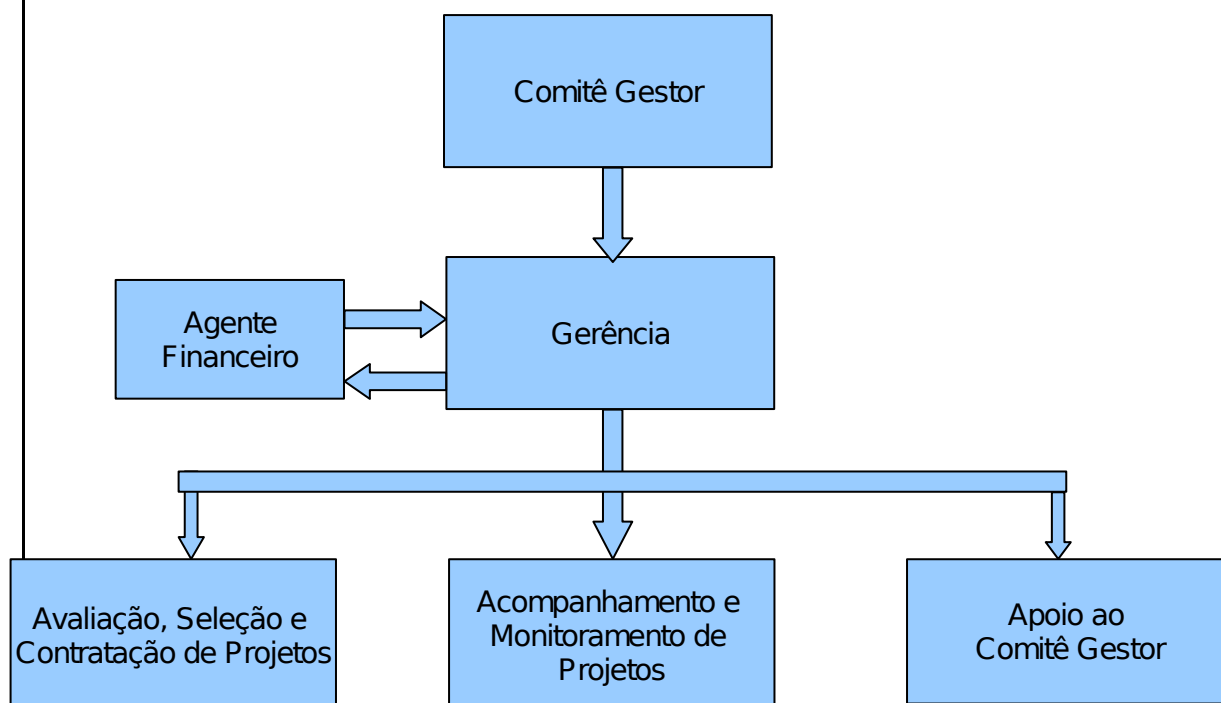 Comitê Gestor
Agente
Financeiro
Gerência
Avaliação, Seleção e
Contratação de Projetos
Acompanhamento e
Monitoramento de
Projetos
Apoio ao
Comitê Gestor